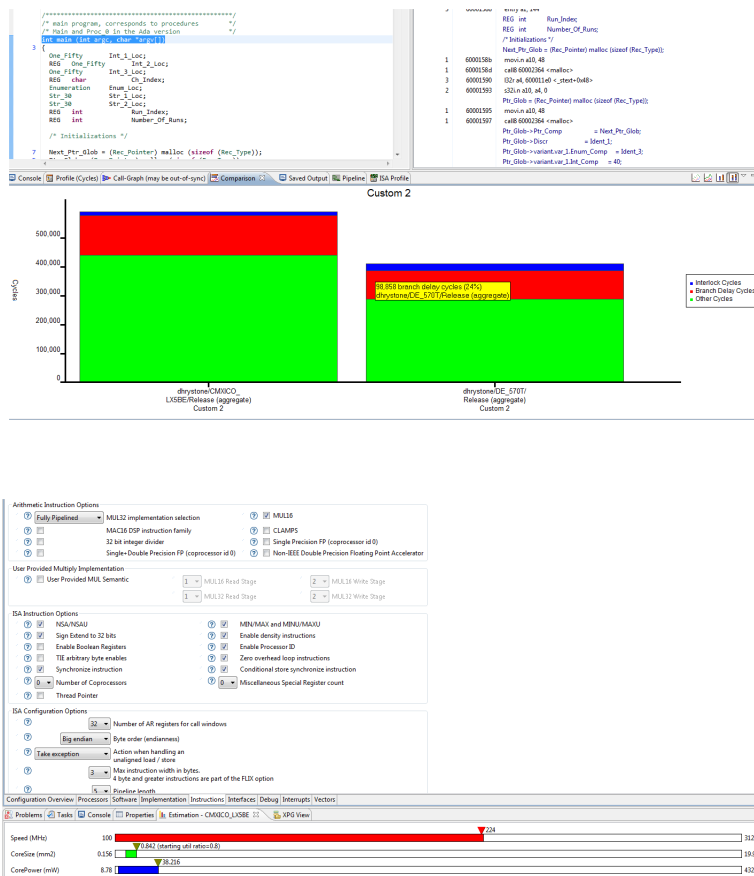 /**********************************************/
/* main program, corresponds to procedures */
/* Main and Proc_0 in the Ada version */
int main (int argc, char *argv[])
3 {
One_Fifty Int_1_Loc;
REG One_Fifty Int_2_Loc;
One_Fifty Int_3_Loc;
REG char Ch_Index;
Enumeration Enum_Loc;
Str_30 Str_1_Loc;
Str_30 Str_2_Loc;
REG int Run_Index;
REG int Number_Of_Runs;
/* Initializations */
7 Next_Ptr_Glob = (Rec_Pointer) malloc (sizeof (Rec_Type));
REG int Run_Index;
REG int Number_Of_Runs;
/* Initializations */
Next_Ptr_Glob = (Rec_Pointer) malloc (sizeof (Rec_Type));
1 6000158b movi.n a10, 48
1 6000158d call8 60002364 <malloc>
3 60001590 l32r a4, 600011e0 <_stext+0x48>
2 60001593 s32i.n a10, a4, 0
Ptr_Glob = (Rec_Pointer) malloc (sizeof (Rec_Type));
1 60001595 movi.n a10, 48
1 60001597 call8 60002364 <malloc>
Ptr_Glob->Ptr_Comp = Next_Ptr_Glob;
Ptr_Glob->Discr = Ident_1;
Ptr_Glob->variant.var_1.Enum_Comp = Ident_3;
Ptr_Glob->variant.var_1.Int_Comp = 40;
Console Profile (Cycles) Call-Graph (may be out-of-sync) Comparison Saved Output Pipeline ISA Profile
Custom 2
Cycles
500,000
400,000
300,000
200,000
100,000
0
98,858 branch delay cycles (24%)
dhrystone/DE_570T/Release (aggregate)
Interlock Cycles
Branch Delay Cycles
Other Cycles
dhrystone/CMXICO_
LX5BE/Release (aggregate)
Custom 2
dhrystone/DE_570T/
Release (aggregate)
Custom 2
Arithmetic Instruction Options
Fully Pipelined MUL32 implementation selection MUL16
MAC16 DSP instruction family CLAMPS
32 bit integer divider Single Precision FP (coprocessor id 0)
Single+Double Precision FP (coprocessor id 0) Non-IEEE Double Precision Floating Point Accelerator
User Provided Multiply Implementation
User Provided MUL Semantic 1 MUL16 Read Stage 2 MUL16 Write Stage
1 MUL32 Read Stage 2 MUL32 Write Stage
ISA Instruction Options
NSA/NSAU MIN/MAX and MINU/MAXU
Sign Extend to 32 bits Enable density instructions
Enable Boolean Registers Enable Processor ID
TIE arbitrary byte enables Zero overhead loop instructions
Synchronize instruction Conditional store synchronize instruction
0 Number of Coprocessors 0 Miscellaneous Special Register count
Thread Pointer
ISA Configuration Options
32 Number of AR registers for call windows
Big endian Byte order (endianness)
Take exception Action when handling an
unaligned load / store
3 Max instruction width in bytes.
4 byte and greater instructions are part of the FLIX option
5 Pipeline length
Configuration Overview Processors Software Implementation Instructions Interfaces Debug Interrupts Vectors
Problems Tasks Console Properties Estimation - CMXICO_LX5BE XPG View
Speed (MHz) 100 224 312
CoreSize (mm2) 0.156 0.842 (starting util ratio=0.8) 19.
CorePower (mW) 8.78 38.216 432